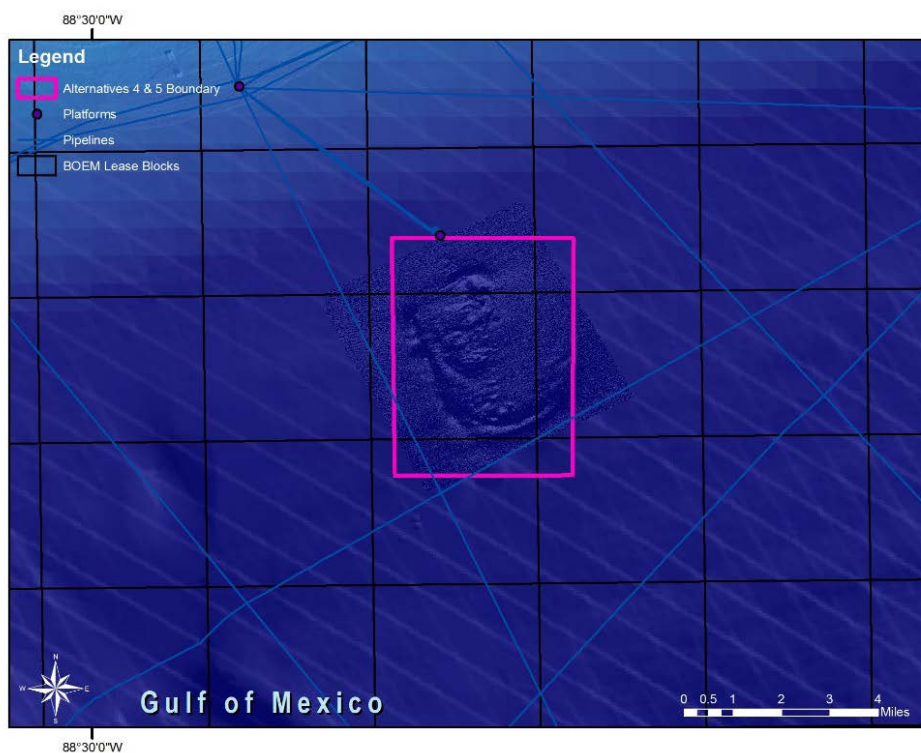 88°30'0"W
Legend
Alternatives 4 & 5 Boundary
Platforms
Pipelines
BOEM Lease Blocks
N
W E
S
Gulf of Mexico
0 0.5 1 2 3 4
Miles
88°30'0"W